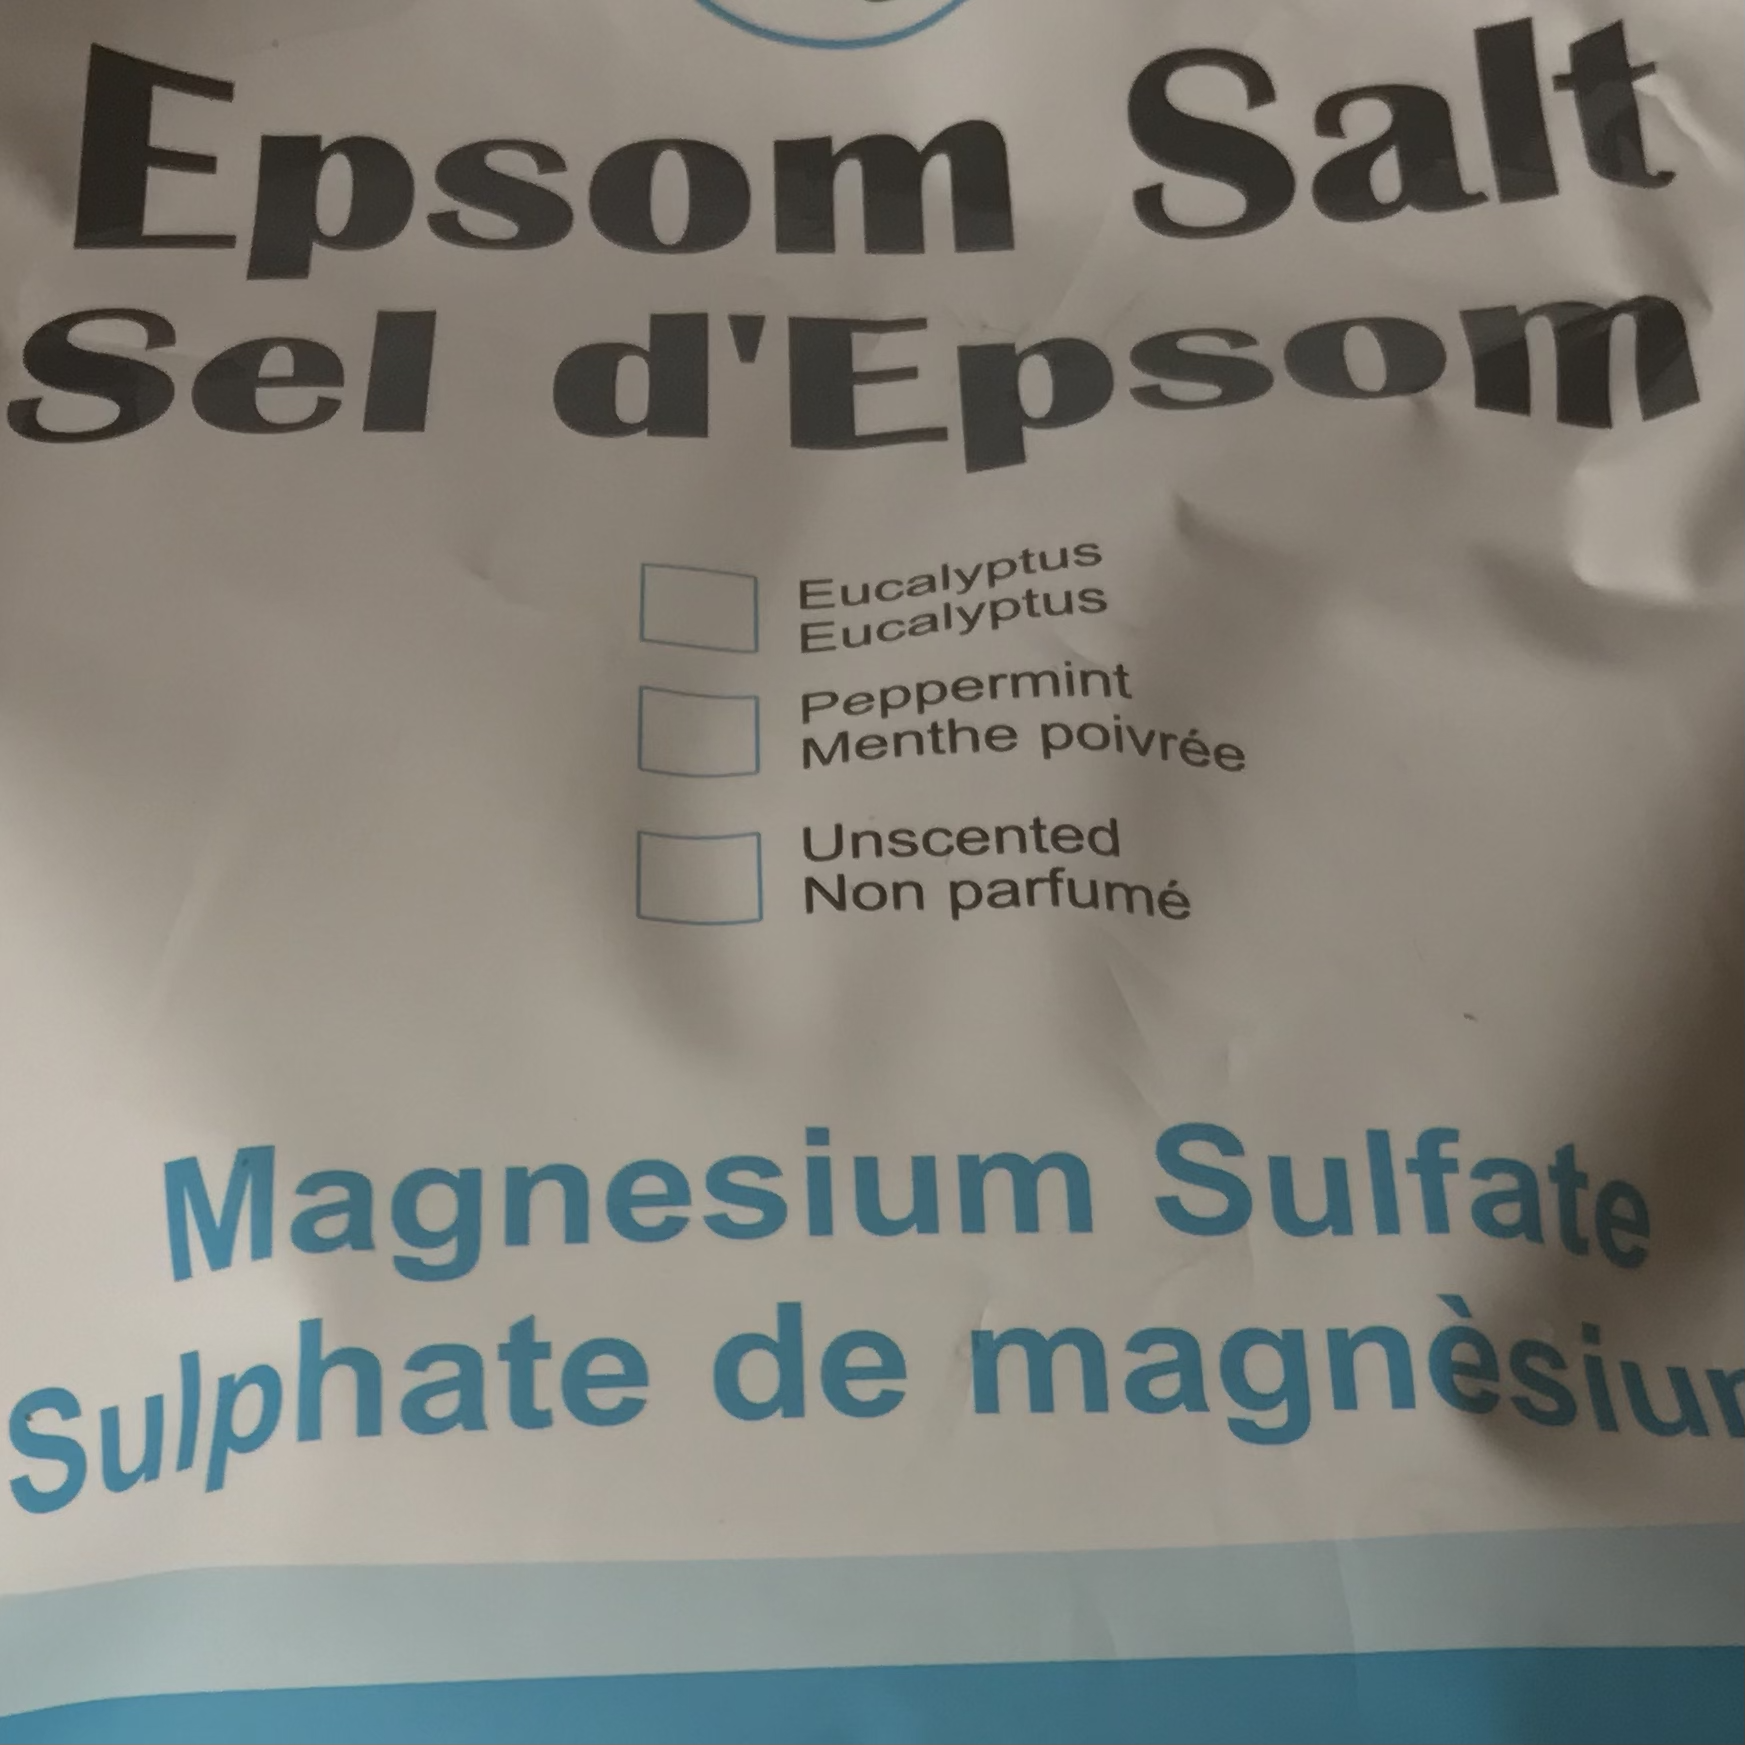 Epsom Salt
Sel d'Epsom
Eucalyptus
Eucalyptus
Peppermint
Menthe poivrée
Unscented
Non parfumé
Magnesium Sulfate
Sulphate de magnèsiu